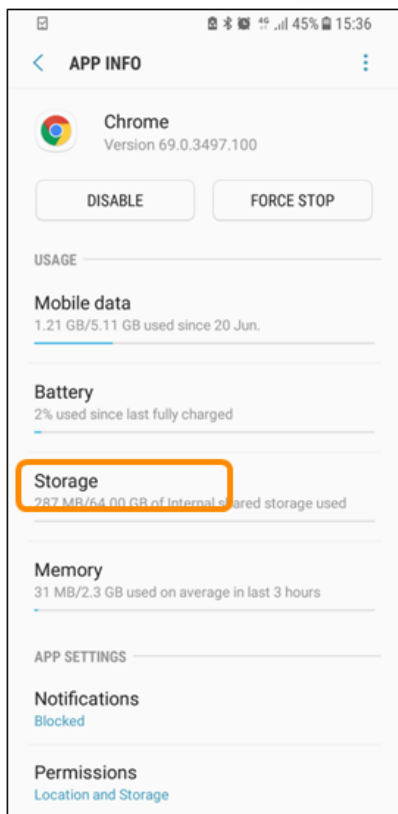 4G 45% 15:36
APP INFO
Chrome
Version 69.0.3497.100
DISABLE
FORCE STOP
USAGE
Mobile data
1.21 GB/5.11 GB used since 20 Jun.
Battery
2% used since last fully charged
Storage
287 MB/64.00 GB of Internal shared storage used
Memory
31 MB/2.3 GB used on average in last 3 hours
APP SETTINGS
Notifications
Blocked
Permissions
Location and Storage